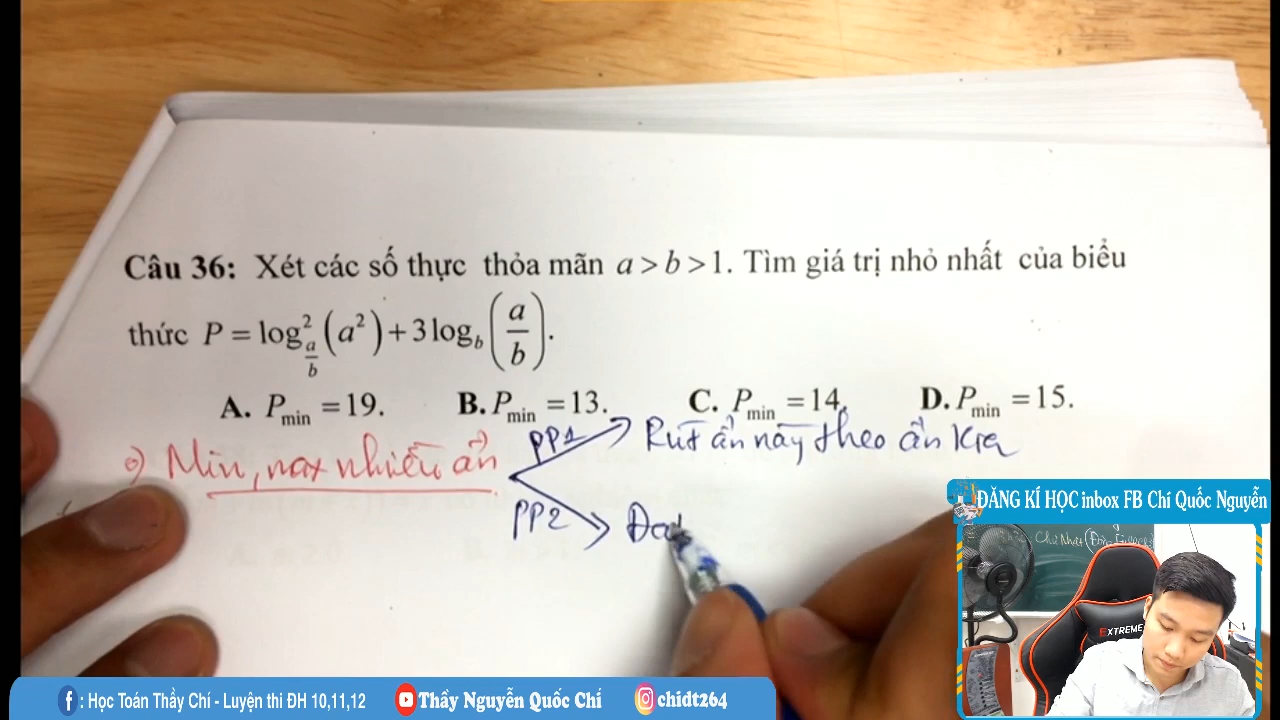 Câu 36: Xét các số thực thỏa mãn a > b > 1. Tìm giá trị nhỏ nhất của biểu
thức P = log²_{a/b}(a²) + 3log_b(a/b).
A. P_min = 19. B. P_min = 13. C. P_min = 14. D. P_min = 15.
Min, max nhiều ẩn
PP1 Rút ẩn này theo ẩn kia
PP2
ĐĂNG KÍ HỌC inbox FB Chí Quốc Nguyễn
Chủ Nhật
EXTREME
f : Học Toán Thầy Chí - Luyện thi ĐH 10,11,12 Thầy Nguyễn Quốc Chí chidt264